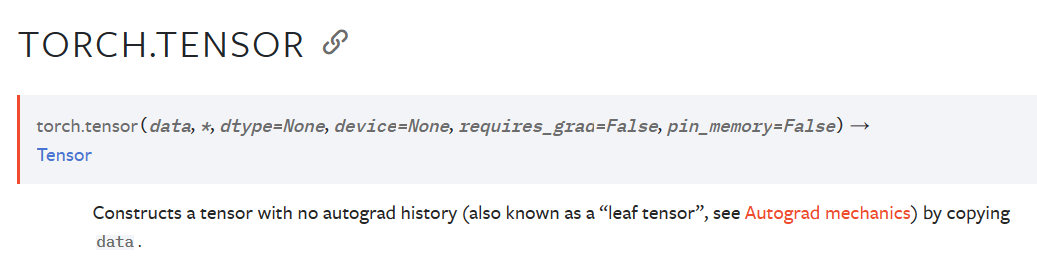 TORCH.TENSOR
torch.tensor(data, *, dtype=None, device=None, requires_grad=False, pin_memory=False) →
Tensor
Constructs a tensor with no autograd history (also known as a “leaf tensor”, see Autograd mechanics) by copying
data.